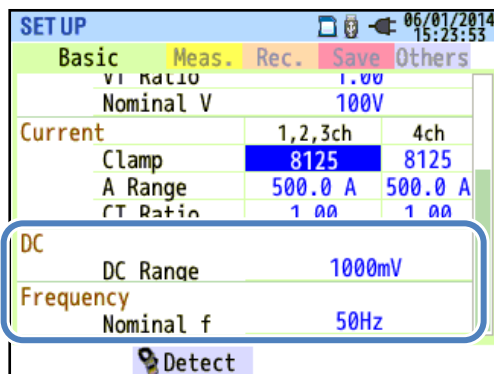 SET UP 06/01/2014
15:23:53
Basic Meas. Rec. Save Others
VT Ratio 1.00
Nominal V 100V
Current 1,2,3ch 4ch
Clamp 8125 8125
A Range 500.0 A 500.0 A
CT Ratio 1.00 1.00
DC
DC Range 1000mV
Frequency
Nominal f 50Hz
Detect